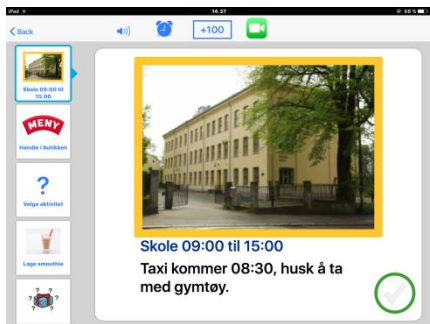 iPad
14.37
65 %
Back
+100
Skole 09:00 til
15:00
MENY
Handle i butikken
?
Velge aktivitet
Lage smoothie
? ?
? ?
Skole 09:00 til 15:00
Taxi kommer 08:30, husk å ta
med gymtøy.